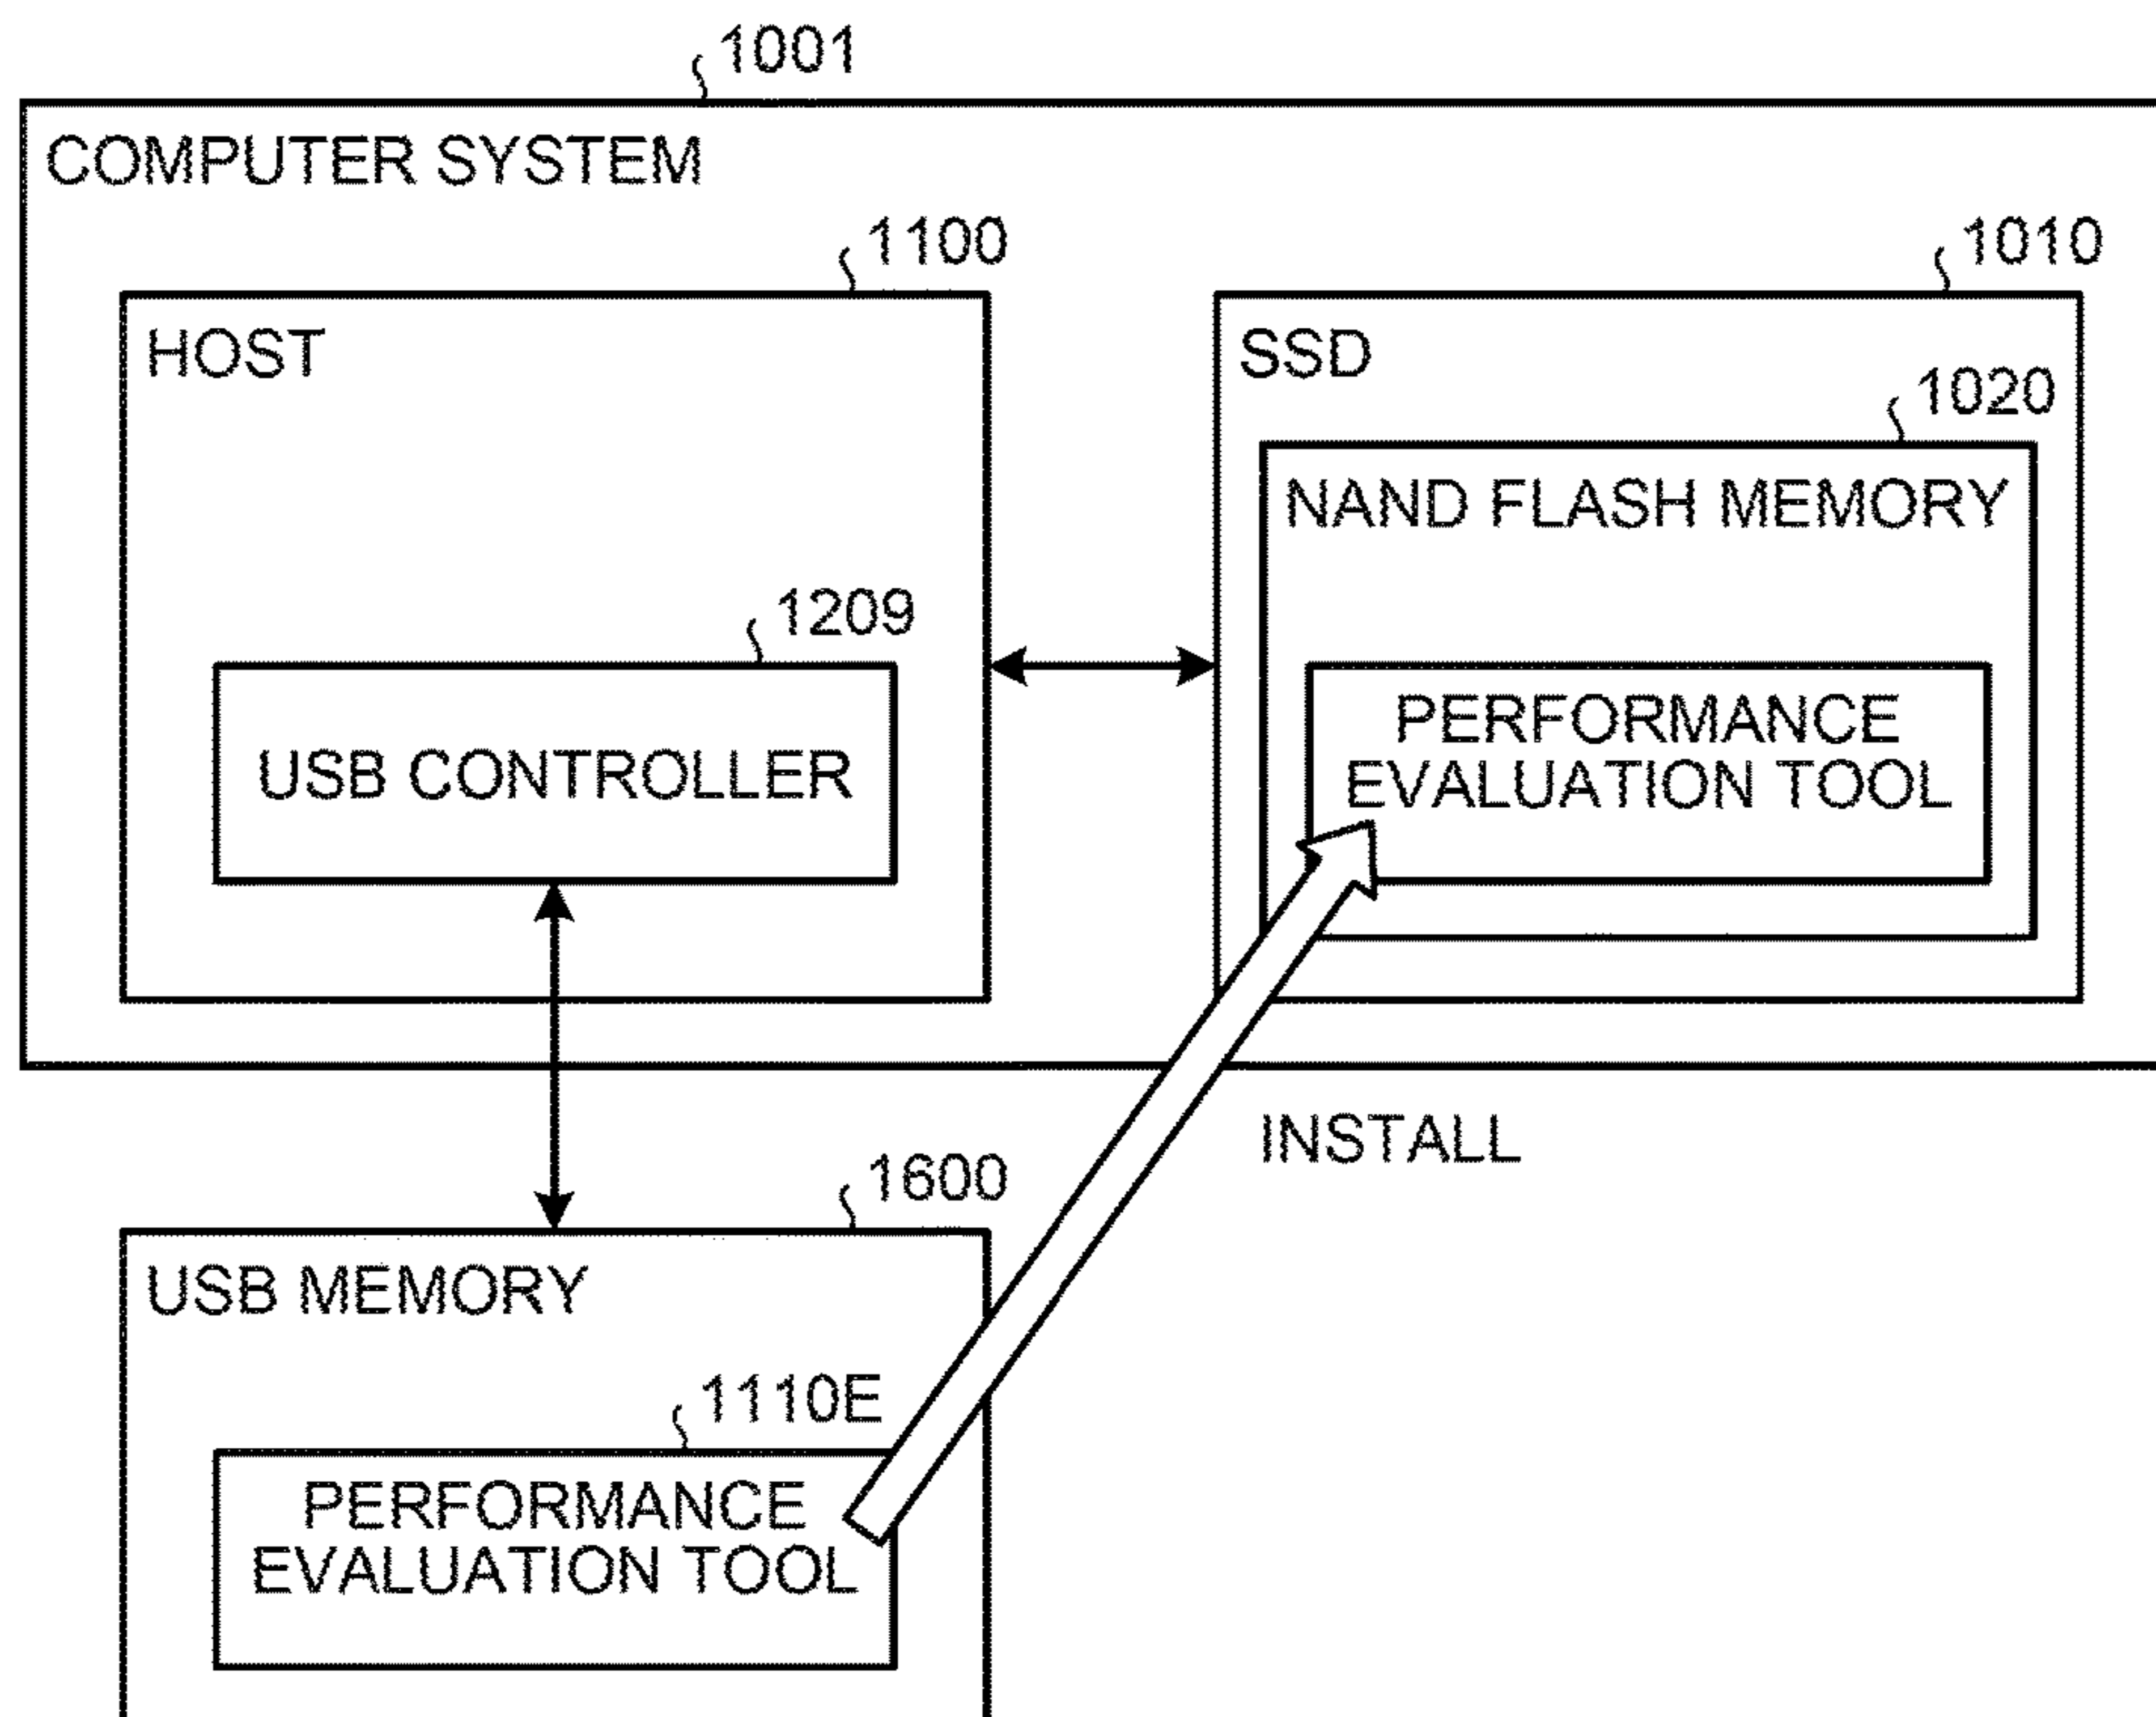 1001
COMPUTER SYSTEM
1100
1010
HOST
SSD
1020
NAND FLASH MEMORY
1209
USB CONTROLLER
PERFORMANCE
EVALUATION TOOL
INSTALL
1600
USB MEMORY
1110E
PERFORMANCE
EVALUATION TOOL